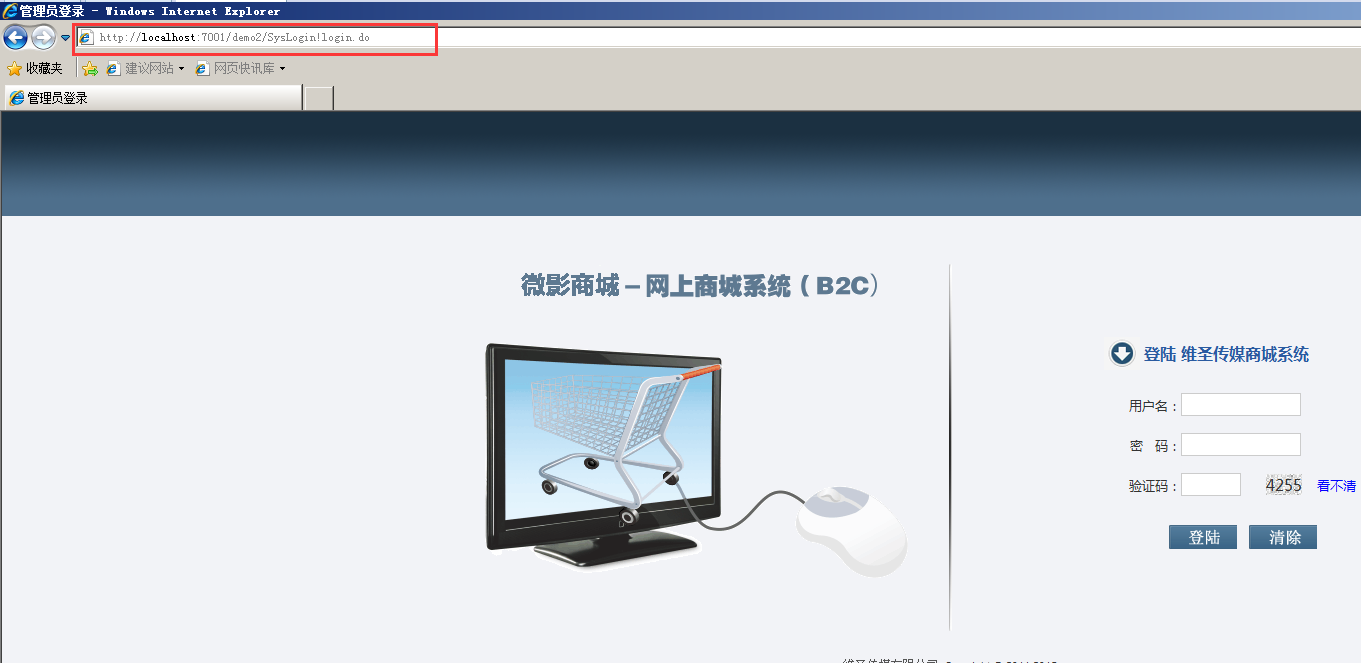 管理员登录 - Windows Internet Explorer
http://localhost:7001/demo2/SysLogin!login.do
收藏夹 建议网站 网页快讯库
管理员登录
微影商城－网上商城系统（B2C）
登陆 维圣传媒商城系统
用户名：
密 码：
验证码： 4255 看不清
登陆 清除